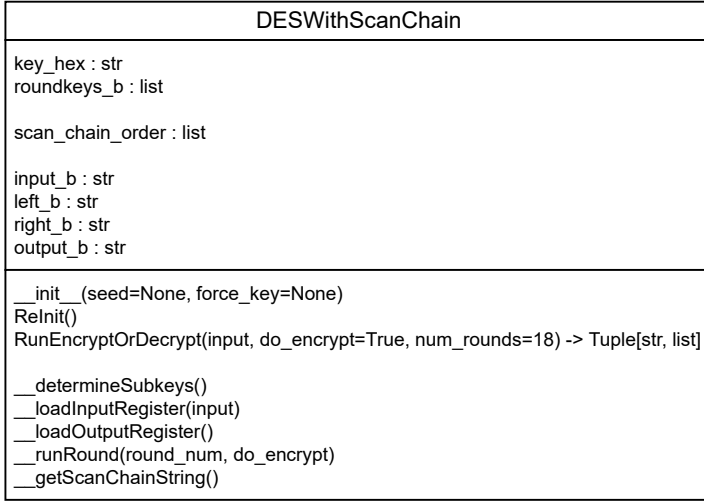 DESWithScanChain
key_hex : str
roundkeys_b : list
scan_chain_order : list
input_b : str
left_b : str
right_b : str
output_b : str
__init__(seed=None, force_key=None)
ReInit()
RunEncryptOrDecrypt(input, do_encrypt=True, num_rounds=18) -> Tuple[str, list]
__determineSubkeys()
__loadInputRegister(input)
__loadOutputRegister()
__runRound(round_num, do_encrypt)
__getScanChainString()